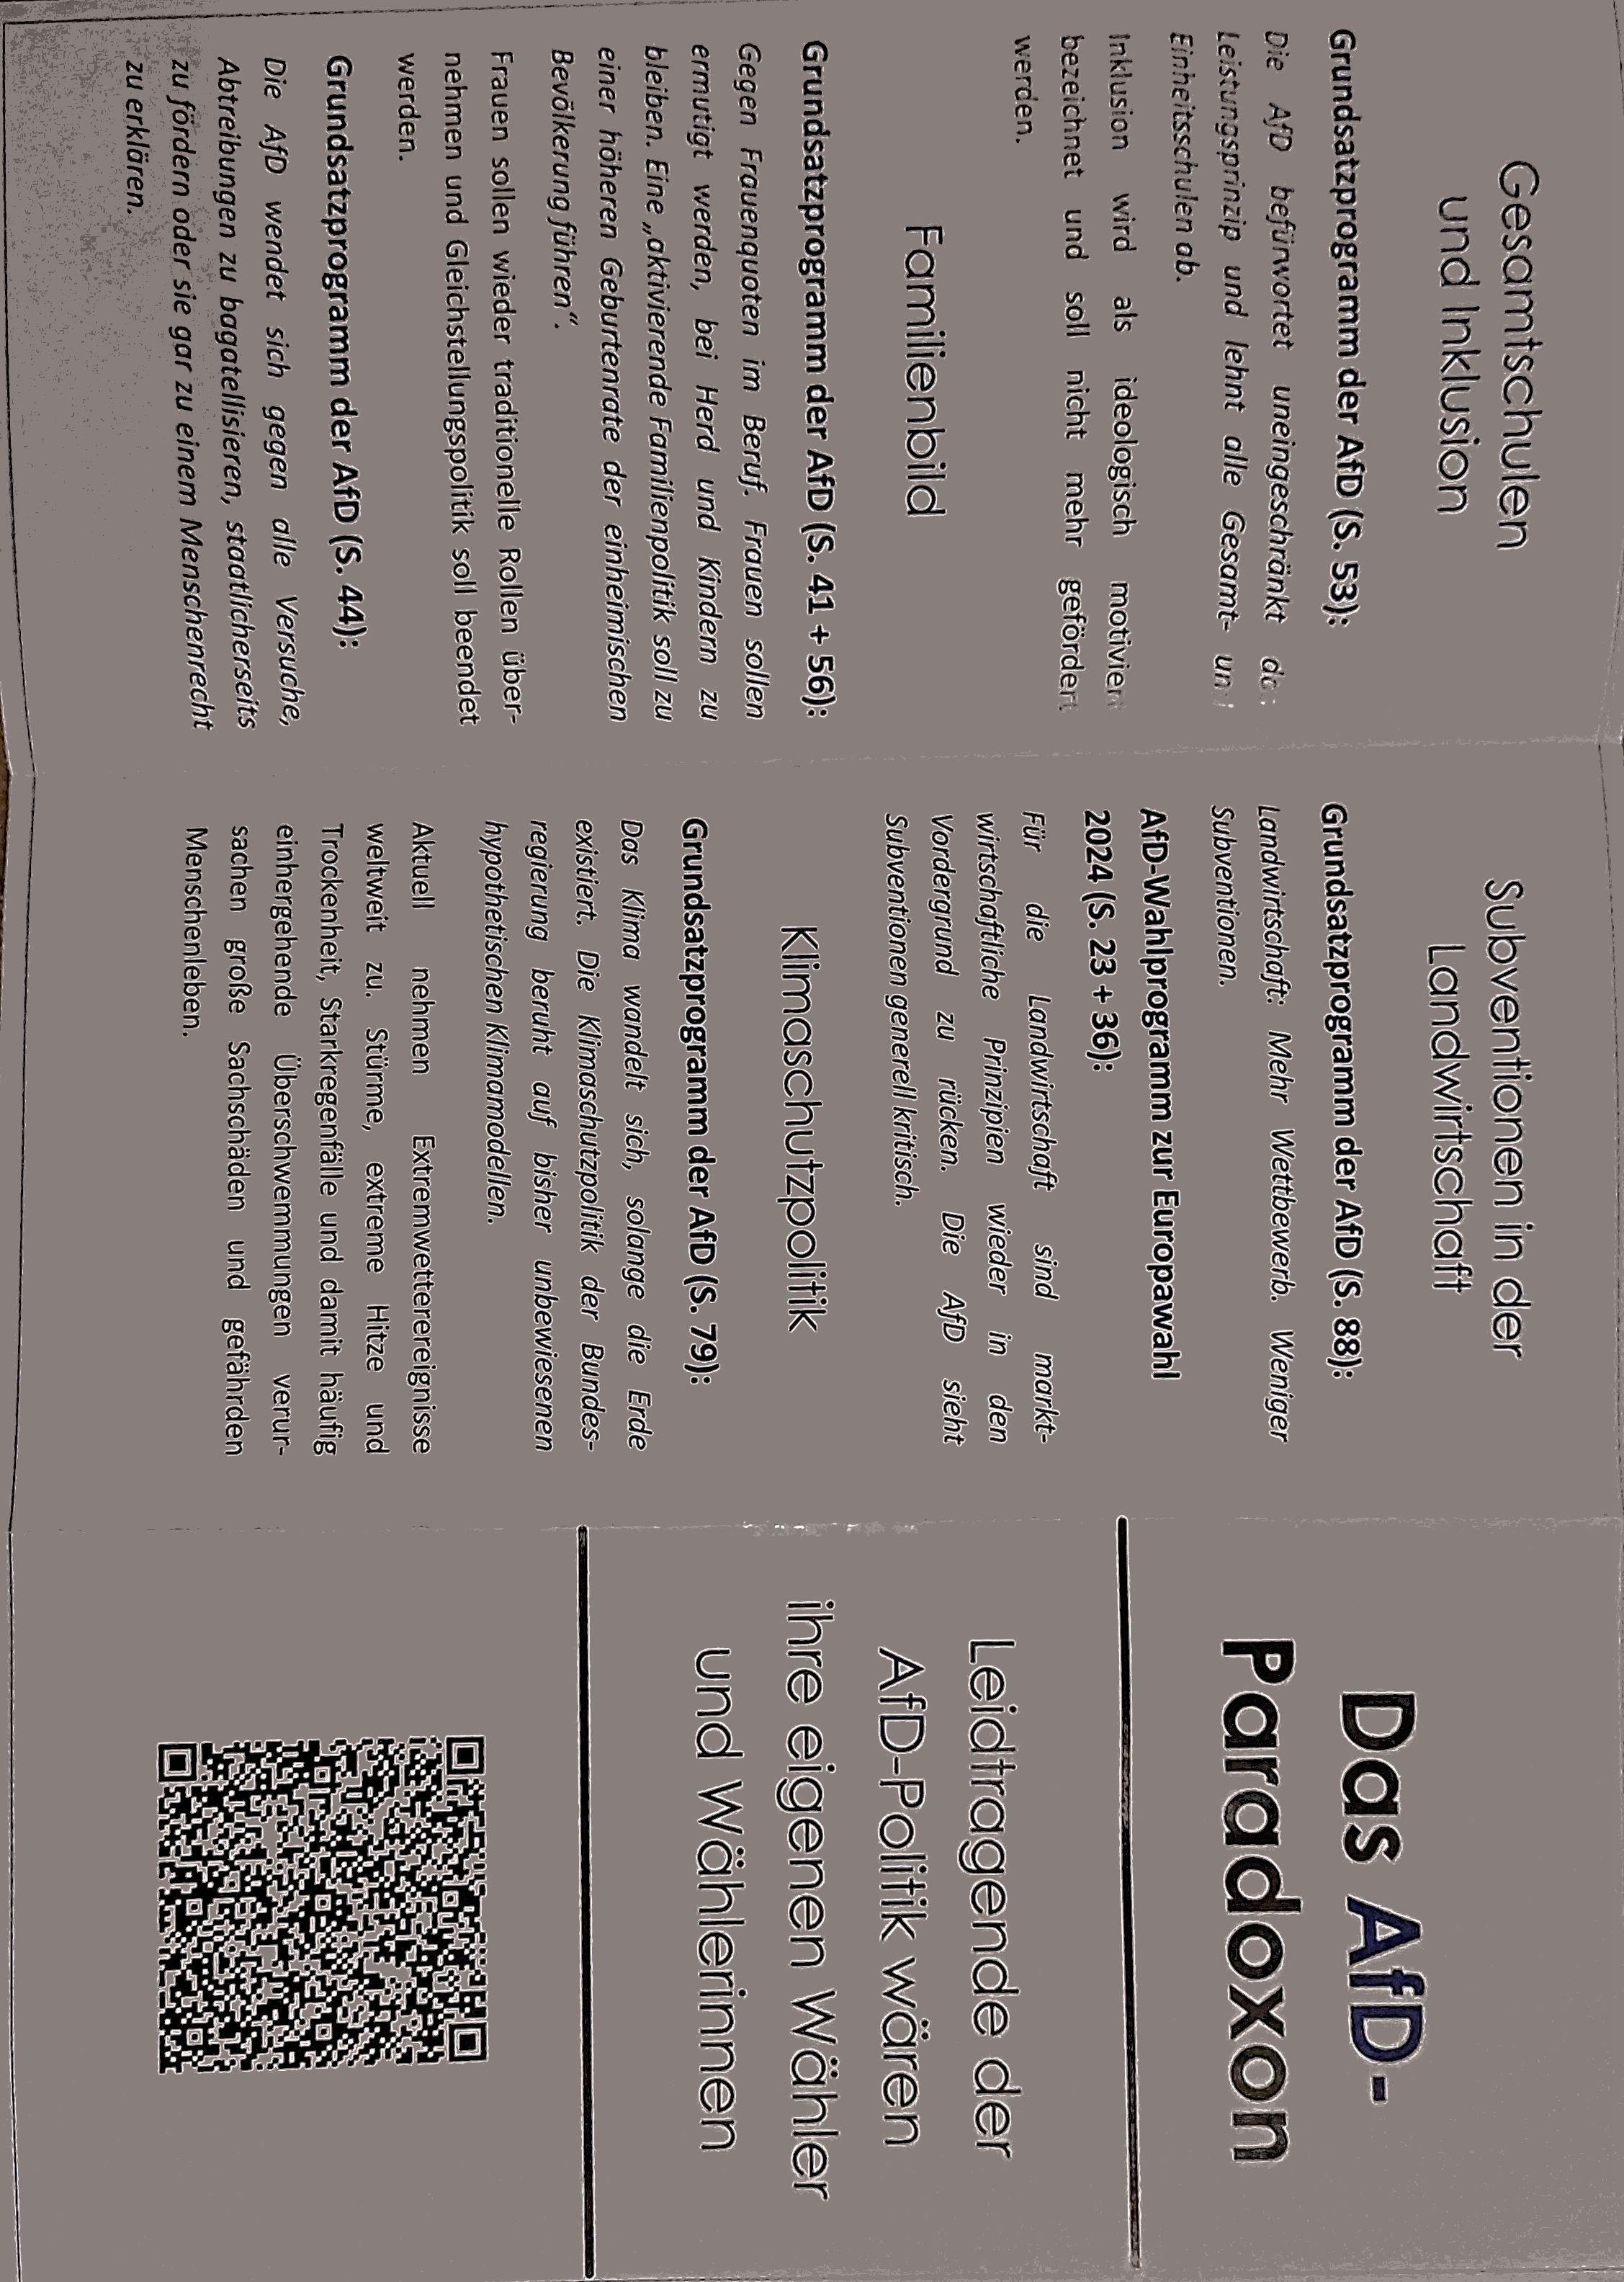 Gesamtschulen
und Inklusion
Grundsatzprogramm der AfD (S. 53):
Die AfD befürwortet uneingeschränkt
Leistungsprinzip und lehnt alle Gesamt-
Einheitsschulen ab.
Inklusion wird als ideologisch motiviert
bezeichnet und soll nicht mehr gefördert
werden.
Familienbild
Grundsatzprogramm der AfD (S. 41 + 56):
Gegen Frauenquoten im Beruf. Frauen sollen
ermutigt werden, bei Herd und Kindern zu
bleiben. Eine „aktivierende Familienpolitik soll zu
einer höheren Geburtenrate der einheimischen
Bevölkerung führen“.
Frauen sollen wieder traditionelle Rollen über-
nehmen und Gleichstellungspolitik soll beendet
werden.
Grundsatzprogramm der AfD (S. 44):
Die AfD wendet sich gegen alle Versuche,
Abtreibungen zu bagatellisieren, staatlicherseits
zu fördern oder sie gar zu einem Menschenrecht
zu erklären.
Subventionen in der
Landwirtschaft
Grundsatzprogramm der AfD (S. 88):
Landwirtschaft: Mehr Wettbewerb. Weniger
Subventionen.
AfD-Wahlprogramm zur Europawahl
2024 (S. 23 + 36):
Für die Landwirtschaft sind markt-
wirtschaftliche Prinzipien wieder in den
Vordergrund zu rücken. Die AfD sieht
Subventionen generell kritisch.
Klimaschutzpolitik
Grundsatzprogramm der AfD (S. 79):
Das Klima wandelt sich, solange die Erde
existiert. Die Klimaschutzpolitik der Bundes-
regierung beruht auf bisher unbewiesenen
hypothetischen Klimamodellen.
Aktuell nehmen Extremwetterereignisse
weltweit zu. Stürme, extreme Hitze und
Trockenheit, Starkregenfälle und damit häufig
einhergehende Überschwemmungen verur-
sachen große Sachschäden und gefährden
Menschenleben.
Das AfD-
Paradoxon
Leidtragende der
AfD-Politik wären
ihre eigenen Wähler
und Wählerinnen